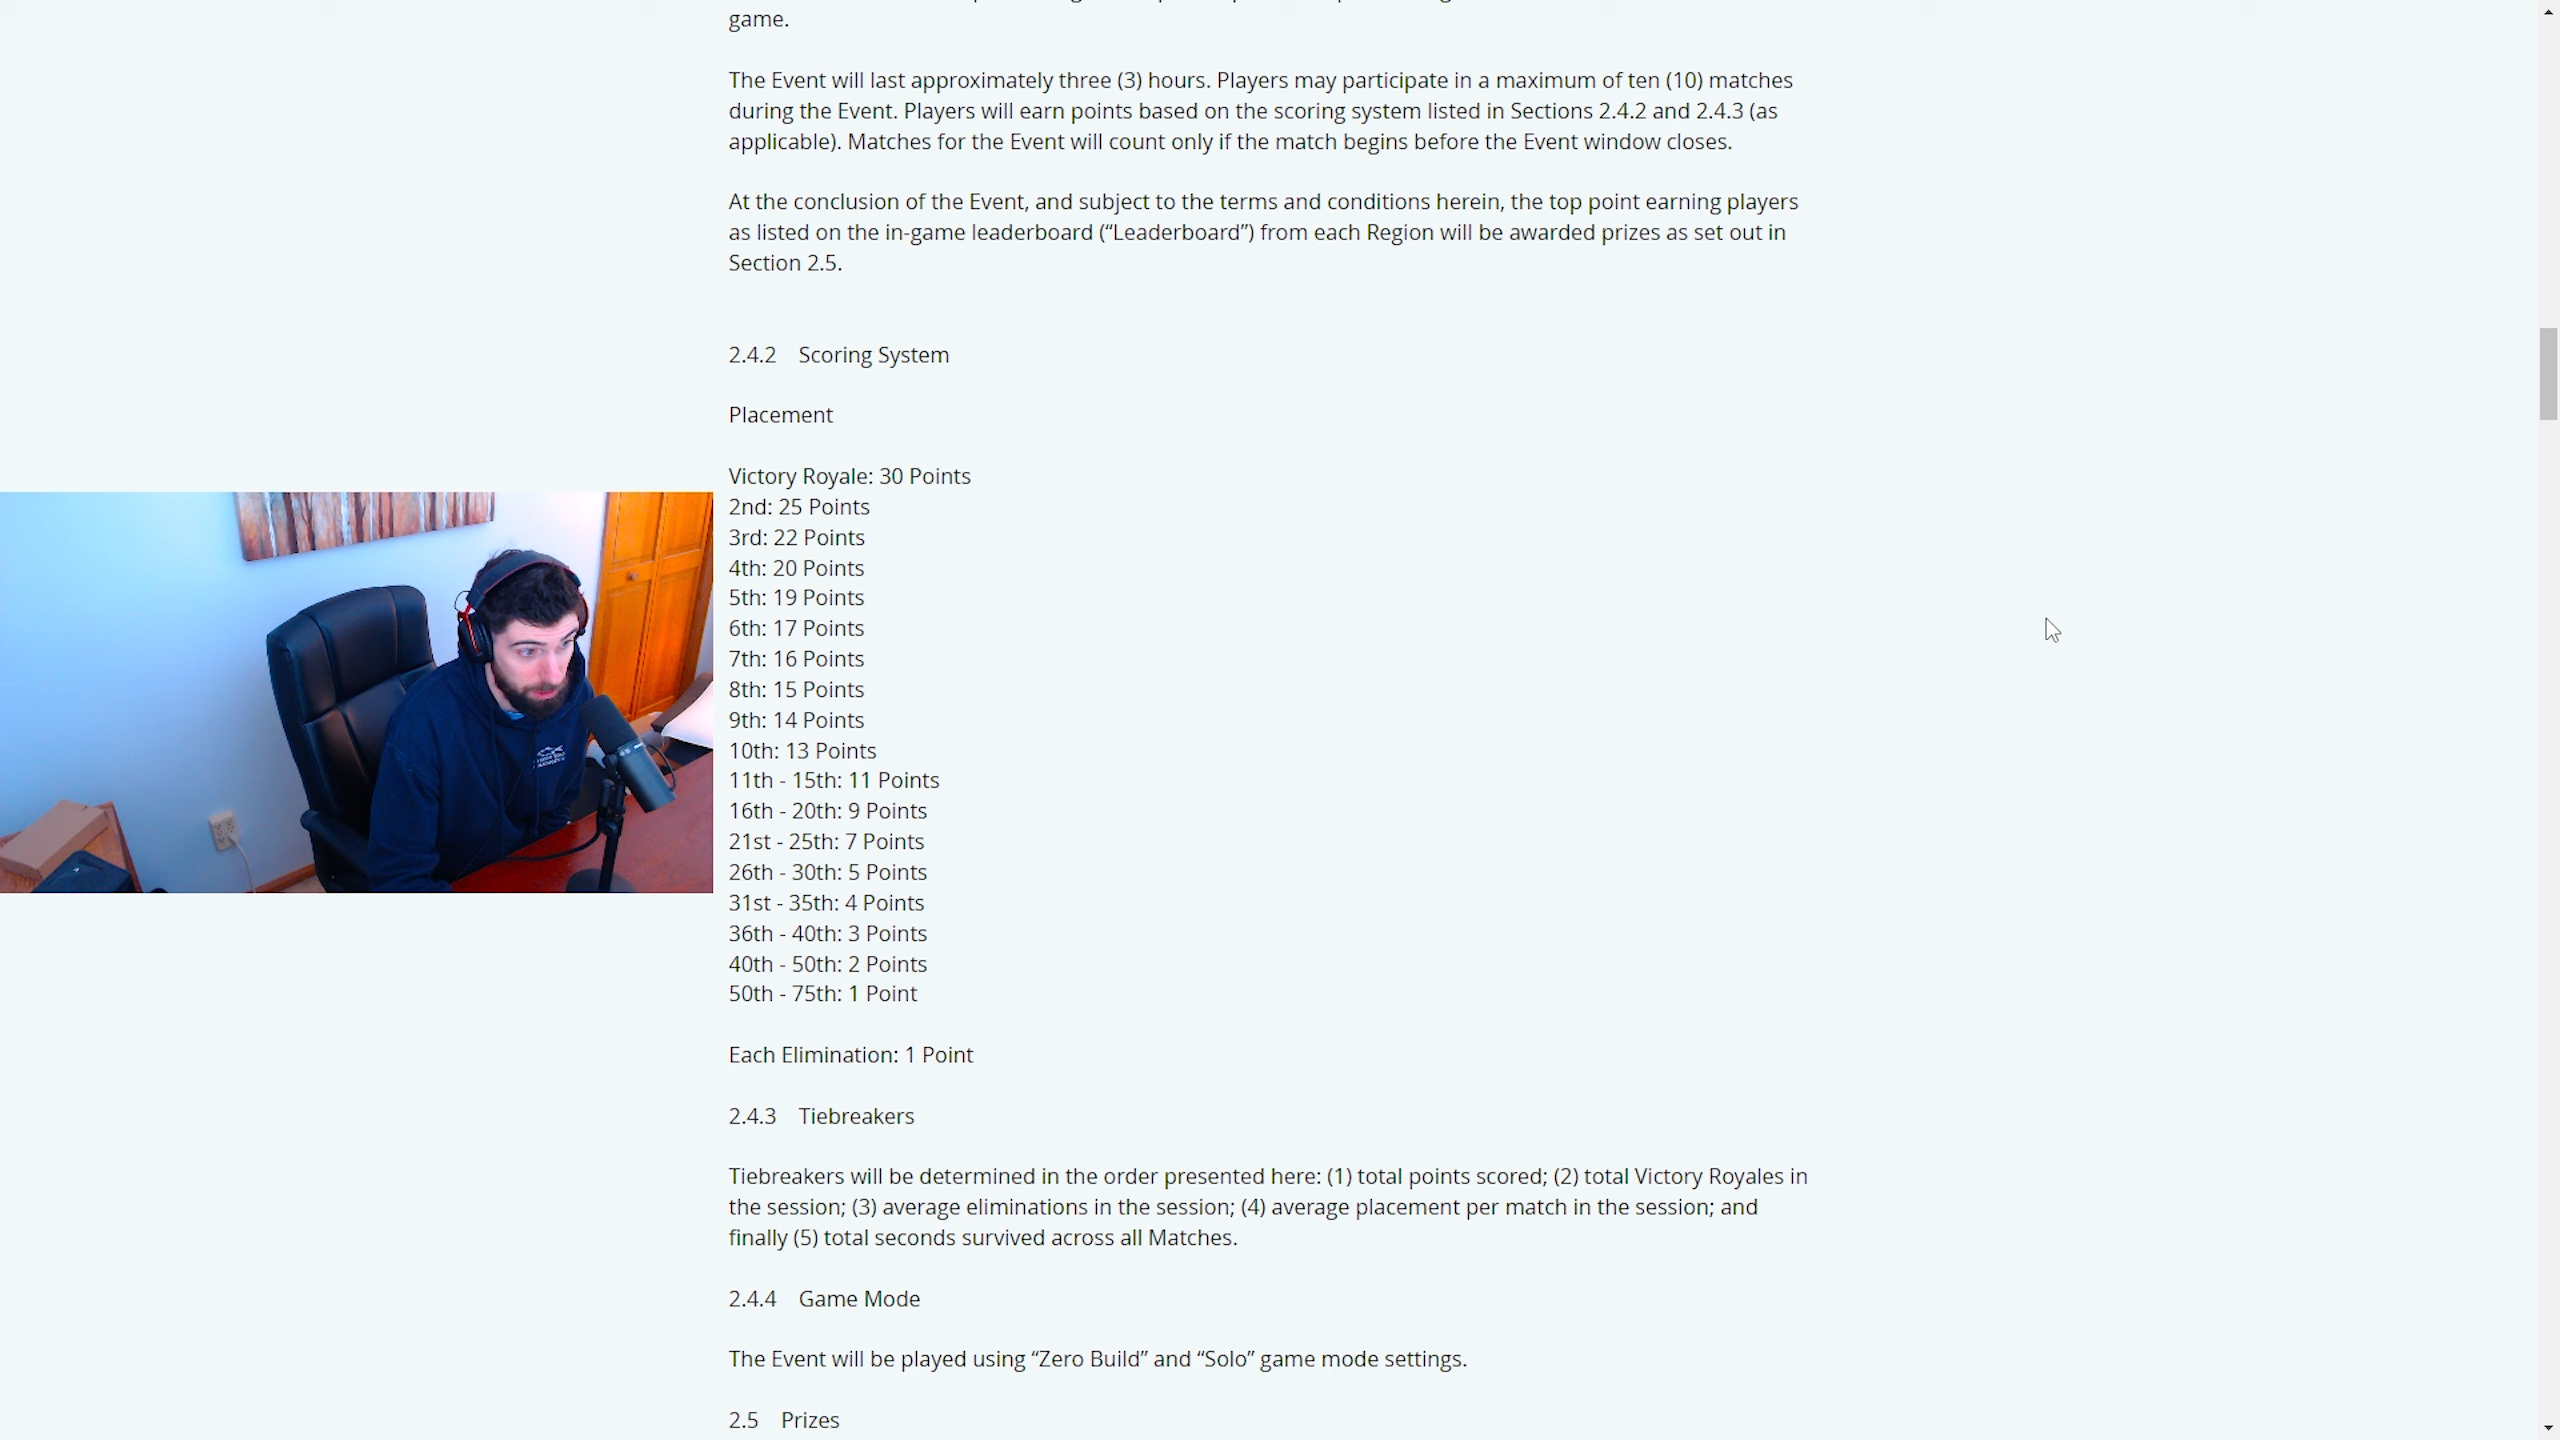 game.
The Event will last approximately three (3) hours. Players may participate in a maximum of ten (10) matches
during the Event. Players will earn points based on the scoring system listed in Sections 2.4.2 and 2.4.3 (as
applicable). Matches for the Event will count only if the match begins before the Event window closes.
At the conclusion of the Event, and subject to the terms and conditions herein, the top point earning players
as listed on the in-game leaderboard (“Leaderboard”) from each Region will be awarded prizes as set out in
Section 2.5.
2.4.2 Scoring System
Placement
Victory Royale: 30 Points
2nd: 25 Points
3rd: 22 Points
4th: 20 Points
5th: 19 Points
6th: 17 Points
7th: 16 Points
8th: 15 Points
9th: 14 Points
10th: 13 Points
11th - 15th: 11 Points
16th - 20th: 9 Points
21st - 25th: 7 Points
26th - 30th: 5 Points
31st - 35th: 4 Points
36th - 40th: 3 Points
40th - 50th: 2 Points
50th - 75th: 1 Point
Each Elimination: 1 Point
2.4.3 Tiebreakers
Tiebreakers will be determined in the order presented here: (1) total points scored; (2) total Victory Royales in
the session; (3) average eliminations in the session; (4) average placement per match in the session; and
finally (5) total seconds survived across all Matches.
2.4.4 Game Mode
The Event will be played using “Zero Build” and “Solo” game mode settings.
2.5 Prizes